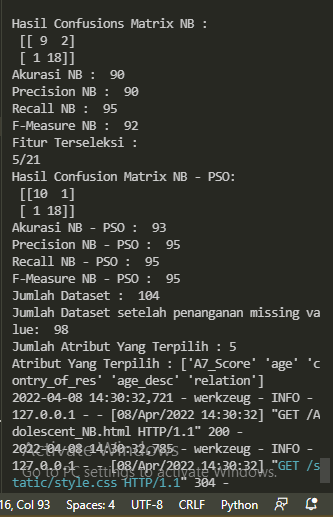 Hasil Confusions Matrix NB :
[[ 9  2]
[ 1 18]]
Akurasi NB :  90
Precision NB :  90
Recall NB :  95
F-Measure NB :  92
Fitur Terseleksi :
5/21
Hasil Confusion Matrix NB - PSO:
[[10  1]
[ 1 18]]
Akurasi NB - PSO :  93
Precision NB - PSO :  95
Recall NB - PSO :  95
F-Measure NB - PSO :  95
Jumlah Dataset :  104
Jumlah Dataset setelah penanganan missing va
lue:  98
Jumlah Atribut Yang Terpilih : 5
Atribut Yang Terpilih : ['A7_Score' 'age' 'c
ontry_of_res' 'age_desc' 'relation']
2022-04-08 14:30:32,721 - werkzeug - INFO -
127.0.0.1 - - [08/Apr/2022 14:30:32] "GET /A
dolescent_NB.html HTTP/1.1" 200 -
Activate Windows
2022-04-08 14:30:32,785 - werkzeug - INFO -
127.0.0.1 - - [08/Apr/2022 14:30:32] "GET /s
Go to PC settings to activate Windows.
tatic/style.css HTTP/1.1" 304 -
16, Col 93 Spaces: 4 UTF-8 CRLF Python